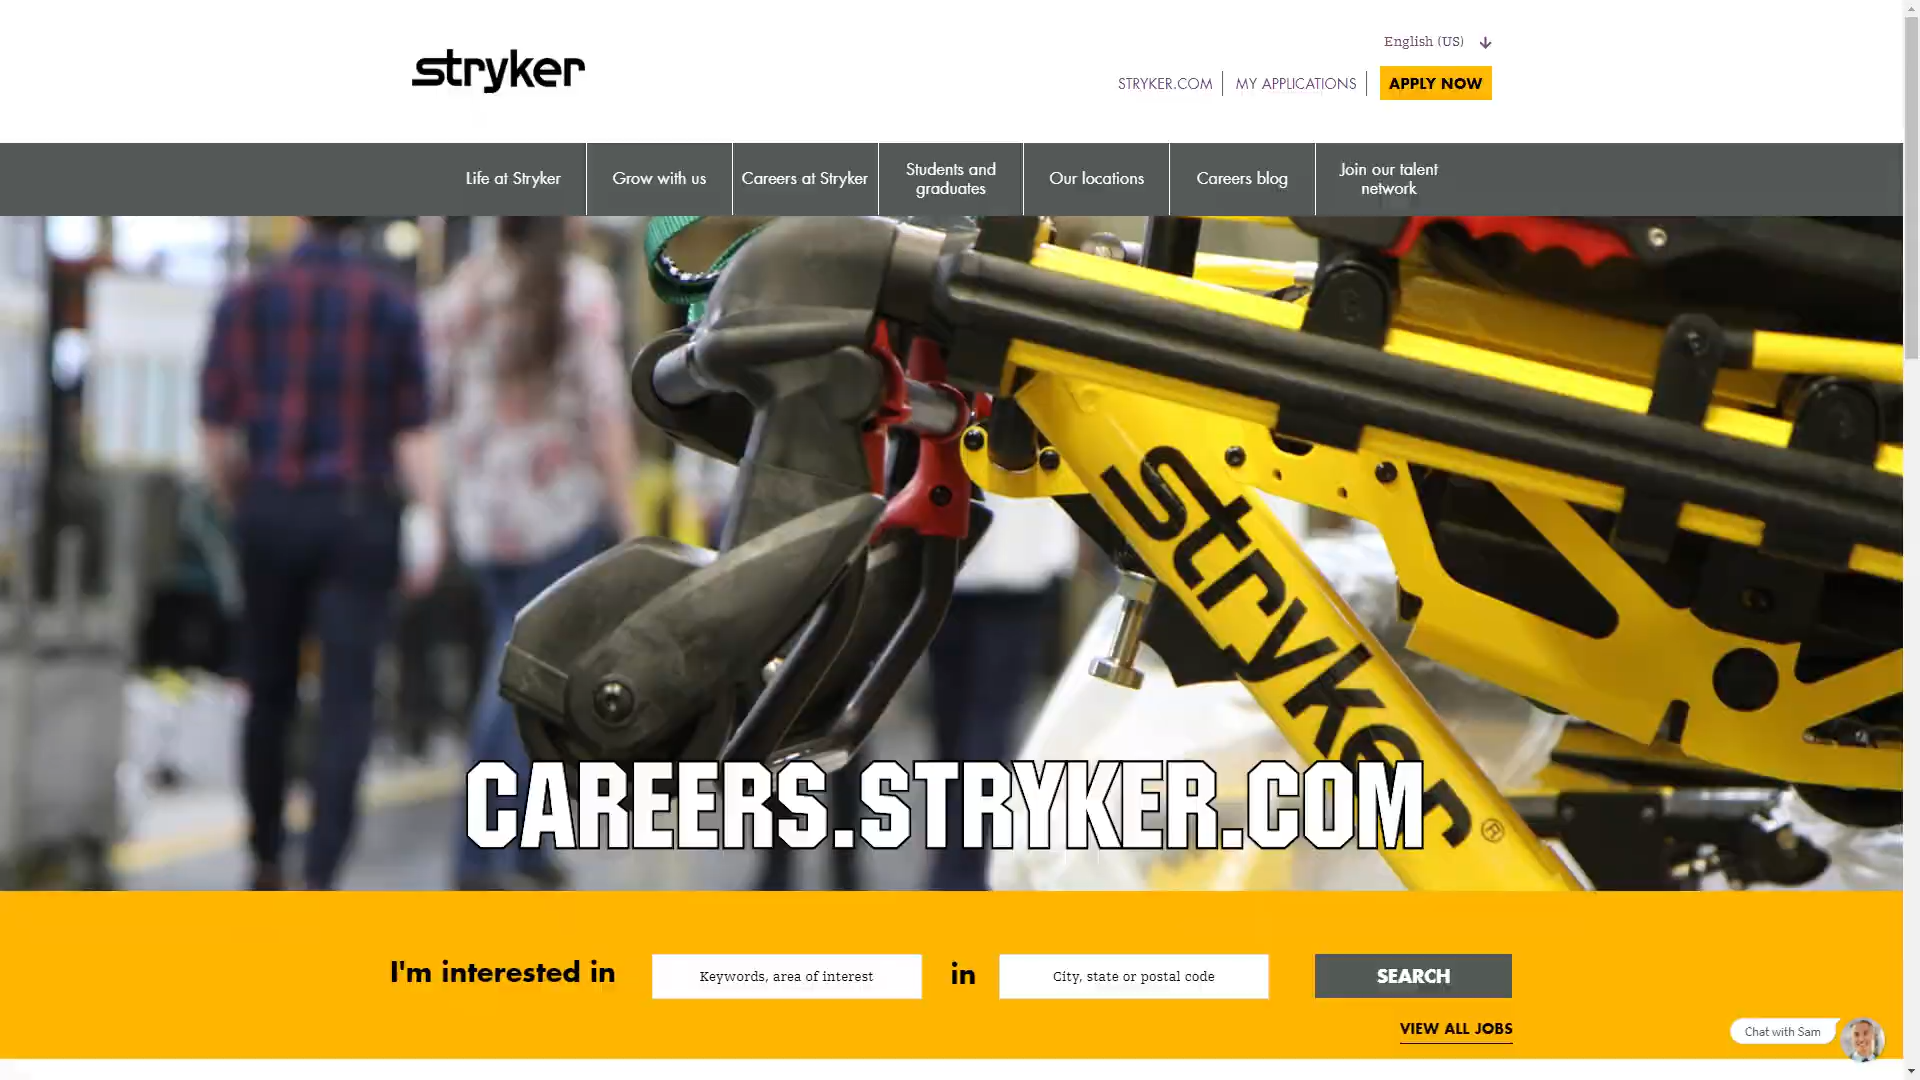 stryker
English (US)
STRYKER.COM
MY APPLICATIONS
APPLY NOW
Life at Stryker
Grow with us
Careers at Stryker
Students and
graduates
Our locations
Careers blog
Join our talent
network
stryker®
CAREERS.STRYKER.COM
I'm interested in
Keywords, area of interest
in
City, state or postal code
SEARCH
VIEW ALL JOBS
Chat with Sam